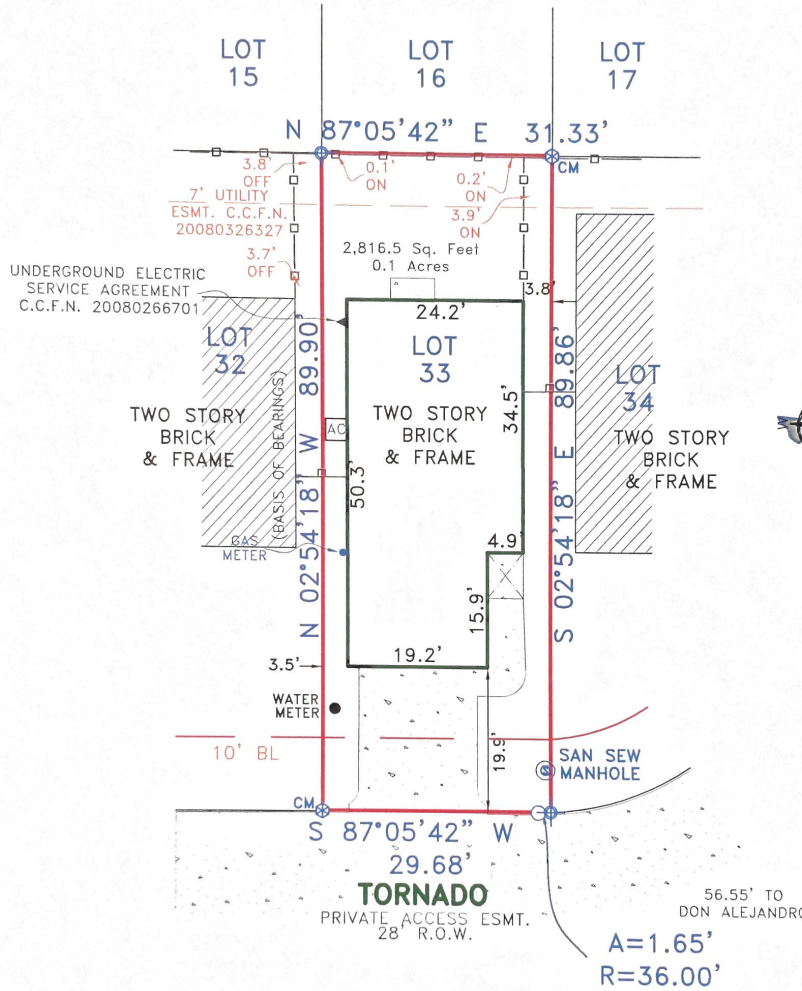 LOT
15
LOT
16
LOT
17
N 87°05'42" E 31.33'
CM
3.8'
OFF
0.1'
ON
0.2'
ON
7' UTILITY
ESMT. C.C.F.N.
20080326327
3.9'
ON
3.7'
OFF
2,816.5 Sq. Feet
0.1 Acres
UNDERGROUND ELECTRIC
SERVICE AGREEMENT
C.C.F.N. 20080266701
3.8'
24.2'
LOT
32
LOT
33
LOT
34
N 02°54'18" W 89.90'
(BASIS OF BEARINGS)
S 02°54'18" E 89.86'
34.5'
TWO STORY
BRICK
& FRAME
AC
TWO STORY
BRICK
& FRAME
TWO STORY
BRICK
& FRAME
50.3'
GAS
METER
4.9'
15.9'
3.5'
19.2'
WATER
METER
19.9'
10' BL
SAN SEW
MANHOLE
S
CM
S 87°05'42" W
29.68'
TORNADO
PRIVATE ACCESS ESMT.
28' R.O.W.
56.55' TO
DON ALEJANDRO
A=1.65'
R=36.00'